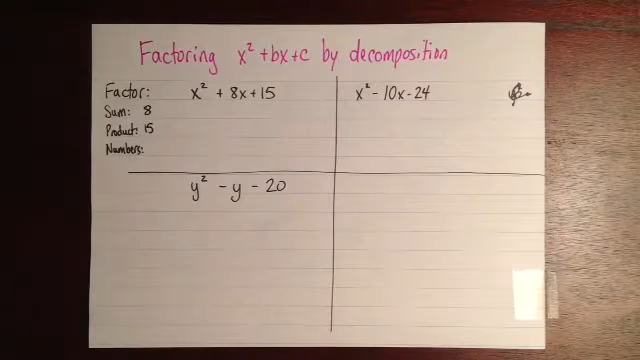 Factoring x² + bx + c by decomposition
Factor: x² + 8x + 15
Sum: 8
Product: 15
Numbers:
x² - 10x - 24
y² - y - 20